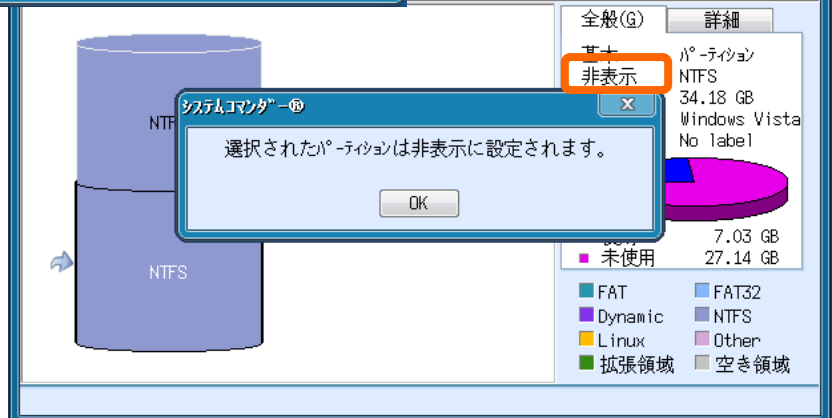 全般(G)
詳細
基本 ﾊﾟｰﾃｨｼｮﾝ
非表示 NTFS
34.18 GB
Windows Vista
No label
NTF
ｼｽﾃﾑｺﾏﾝﾀﾞｰ®
選択されたﾊﾟｰﾃｨｼｮﾝは非表示に設定されます。
OK
7.03 GB
未使用 27.14 GB
NTFS
FAT
FAT32
Dynamic
NTFS
Linux
Other
拡張領域
空き領域